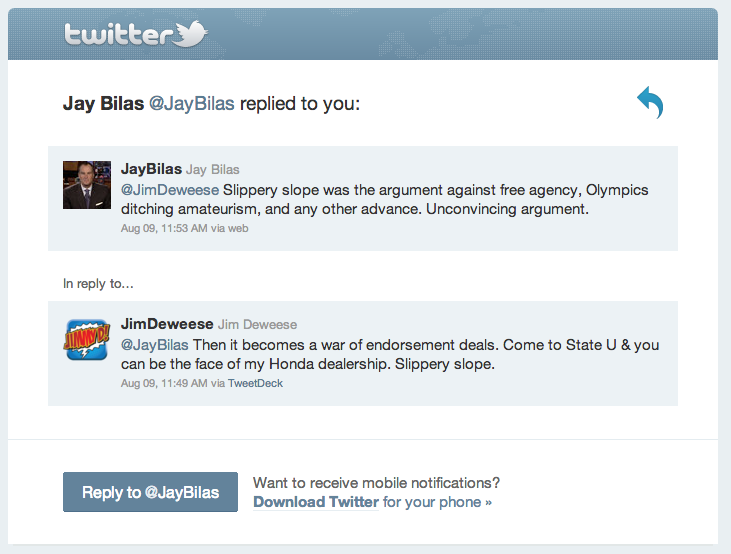 twitter
Jay Bilas @JayBilas replied to you:
JayBilas Jay Bilas
@JimDeweese Slippery slope was the argument against free agency, Olympics
ditching amateurism, and any other advance. Unconvincing argument.
Aug 09, 11:53 AM via web
In reply to...
JIMMYD!
JimDeweese Jim Deweese
@JayBilas Then it becomes a war of endorsement deals. Come to State U & you
can be the face of my Honda dealership. Slippery slope.
Aug 09, 11:49 AM via TweetDeck
Reply to @JayBilas
Want to receive mobile notifications?
Download Twitter for your phone »